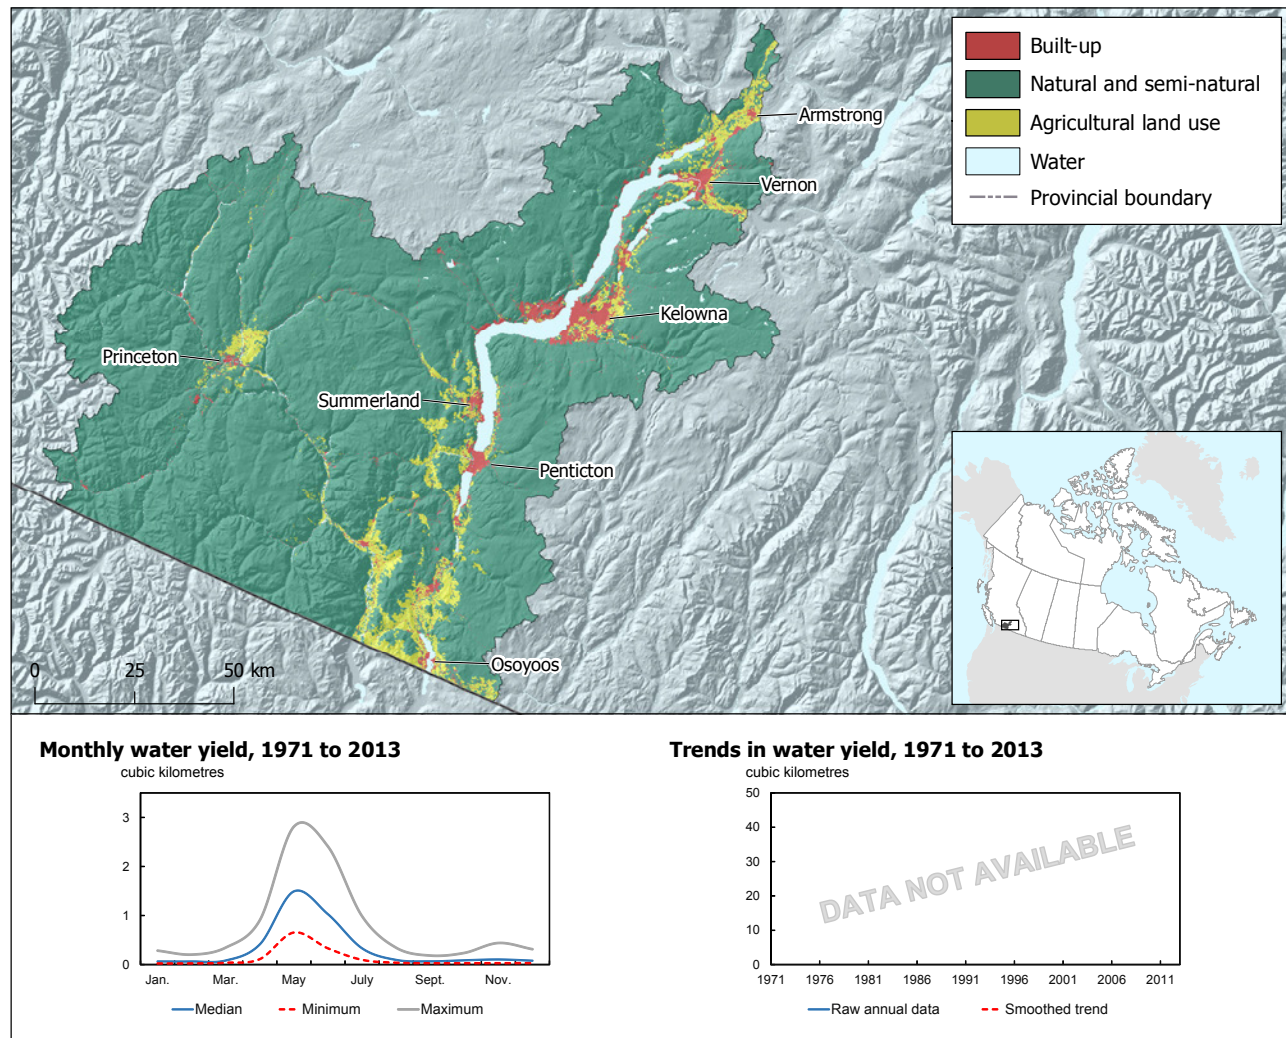 Built-up
Natural and semi-natural
Agricultural land use
Water
Provincial boundary
Armstrong
Vernon
Kelowna
Princeton
Summerland
Penticton
Osoyoos
0 25 50 km
Monthly water yield, 1971 to 2013
cubic kilometres
3
2
1
0
Jan. Mar. May July Sept. Nov.
Median Minimum Maximum
Trends in water yield, 1971 to 2013
cubic kilometres
50
40
30
20
10
0
DATA NOT AVAILABLE
1971 1976 1981 1986 1991 1996 2001 2006 2011
Raw annual data Smoothed trend